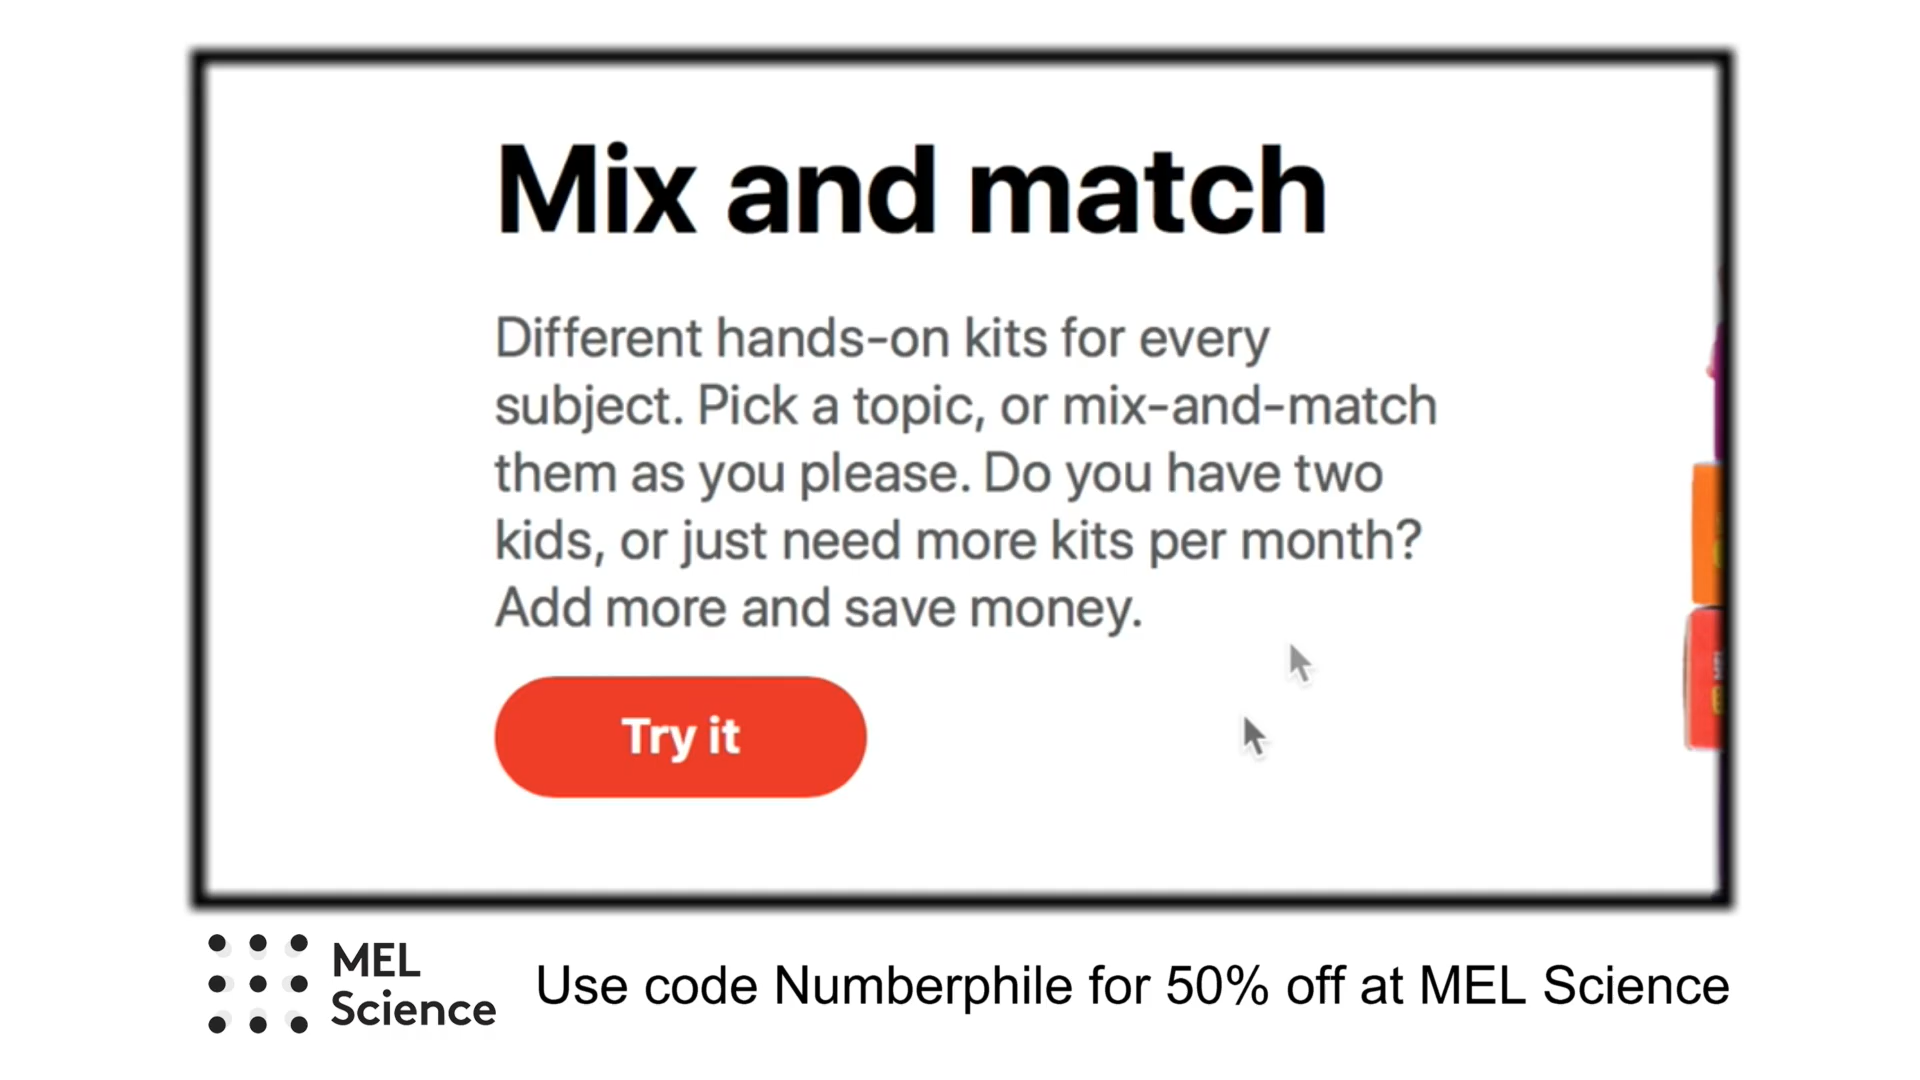 Mix and match
Different hands-on kits for every
subject. Pick a topic, or mix-and-match
them as you please. Do you have two
kids, or just need more kits per month?
Add more and save money.
Try it
MEL
Science
Use code Numberphile for 50% off at MEL Science